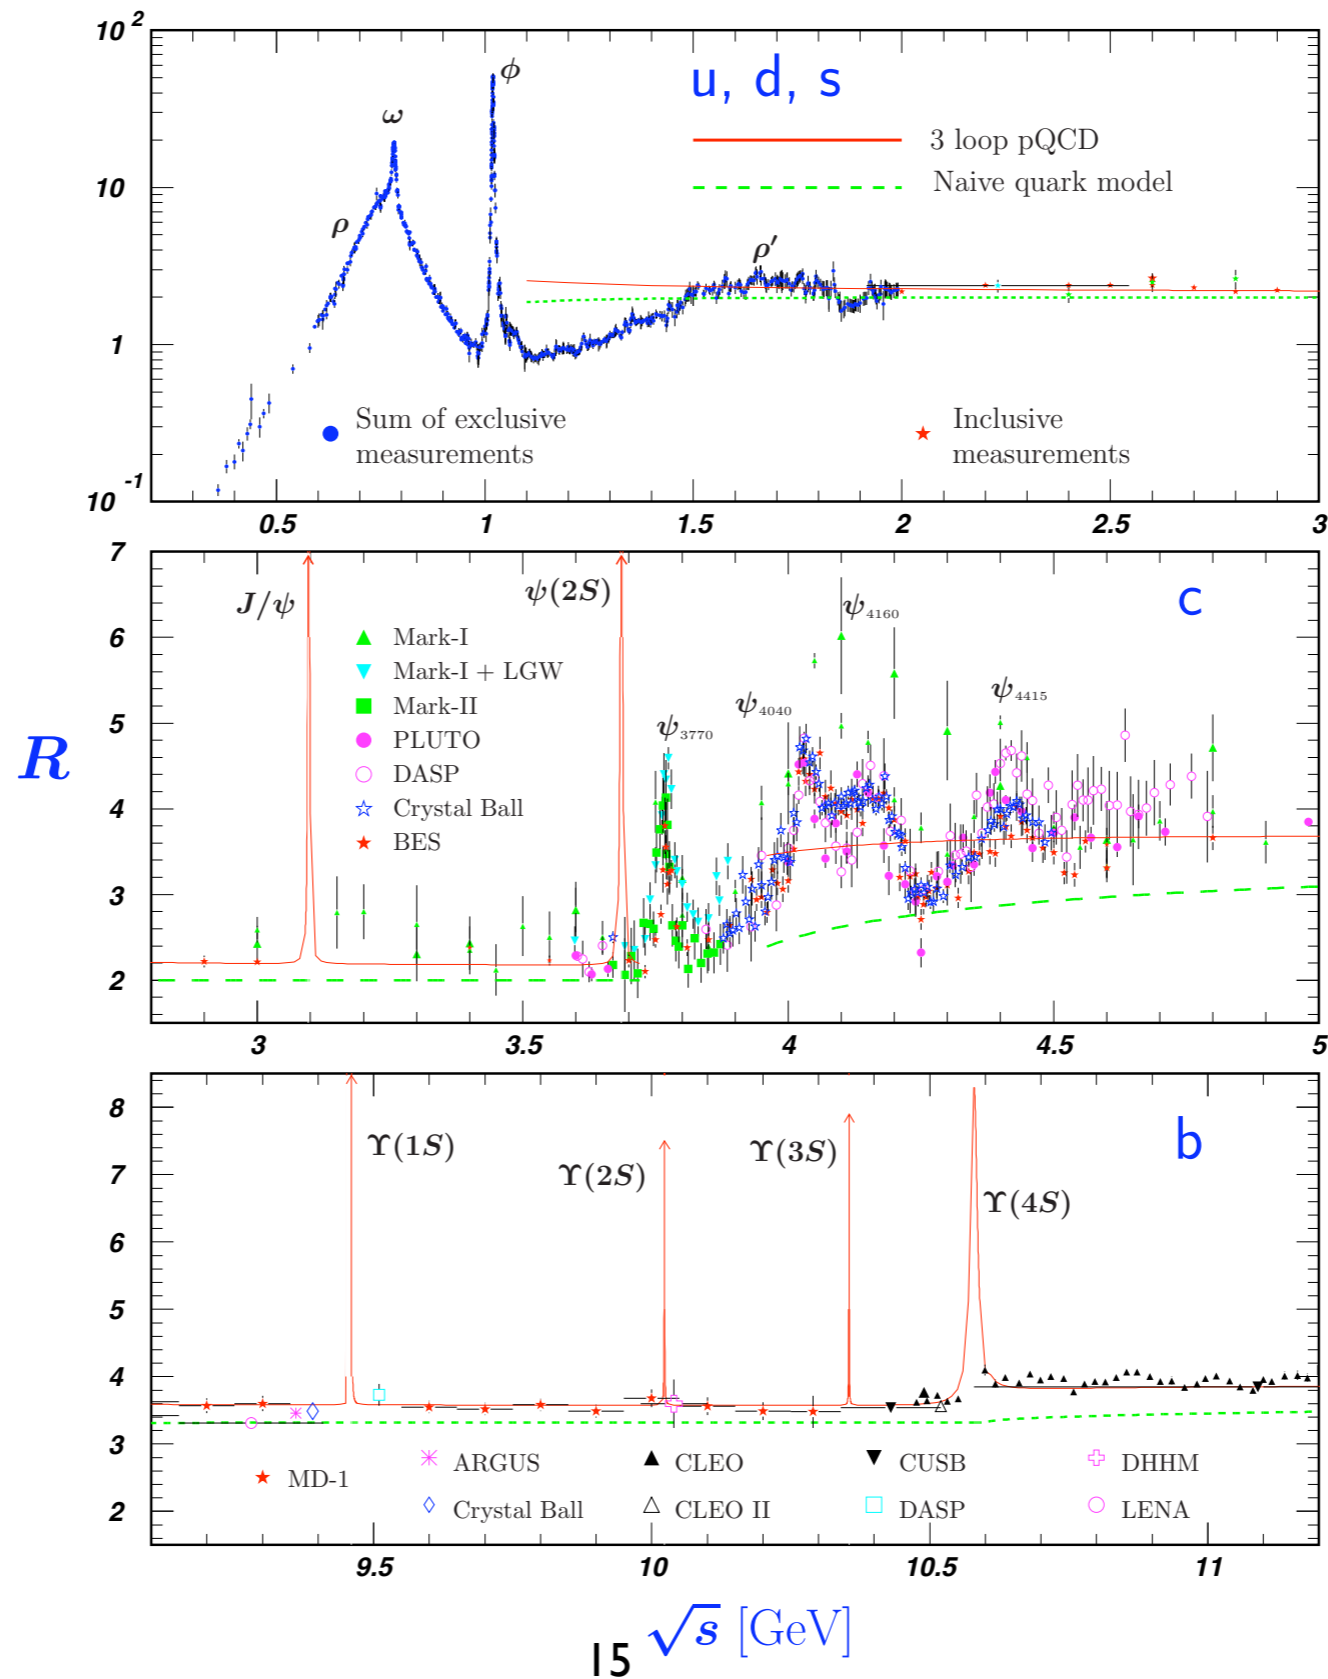 10 2
ϕ
u, d, s
ω
3 loop pQCD
10
Naive quark model
ρ
ρ′
1
Sum of exclusive
measurements
Inclusive
measurements
10 -1
0.5 1 1.5 2 2.5 3
7
J/ψ
ψ(2S)
c
ψ4160
6
Mark-I
Mark-I + LGW
ψ4415
5
Mark-II
ψ3770
ψ4040
PLUTO
R
DASP
4
Crystal Ball
BES
3
2
3 3.5 4 4.5 5
8
b
ϒ(1S)
ϒ(2S)
ϒ(3S)
ϒ(4S)
7
6
5
4
3
ARGUS CLEO CUSB DHHM
MD-1
Crystal Ball CLEO II DASP LENA
2
9.5 10 10.5 11
√s [GeV]
15